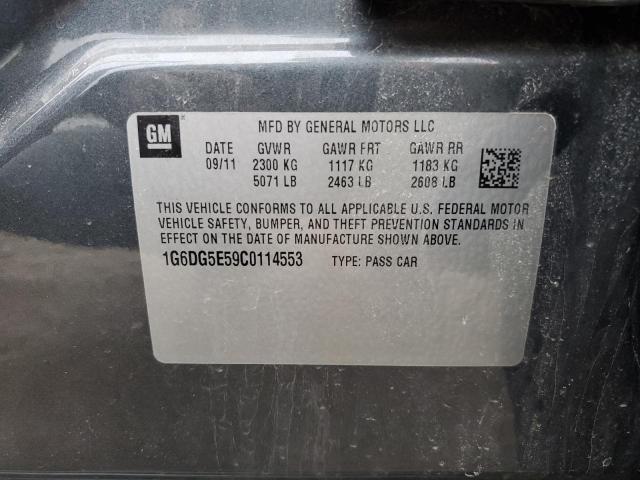 GM
MFD BY GENERAL MOTORS LLC
DATE GVWR GAWR FRT GAWR RR
09/11 2300 KG 1117 KG 1183 KG
5071 LB 2463 LB 2608 LB
THIS VEHICLE CONFORMS TO ALL APPLICABLE U.S. FEDERAL MOTOR
VEHICLE SAFETY, BUMPER, AND THEFT PREVENTION STANDARDS IN
EFFECT ON THE DATE OF MANUFACTURE SHOWN ABOVE.
1G6DG5E59C0114553 TYPE: PASS CAR